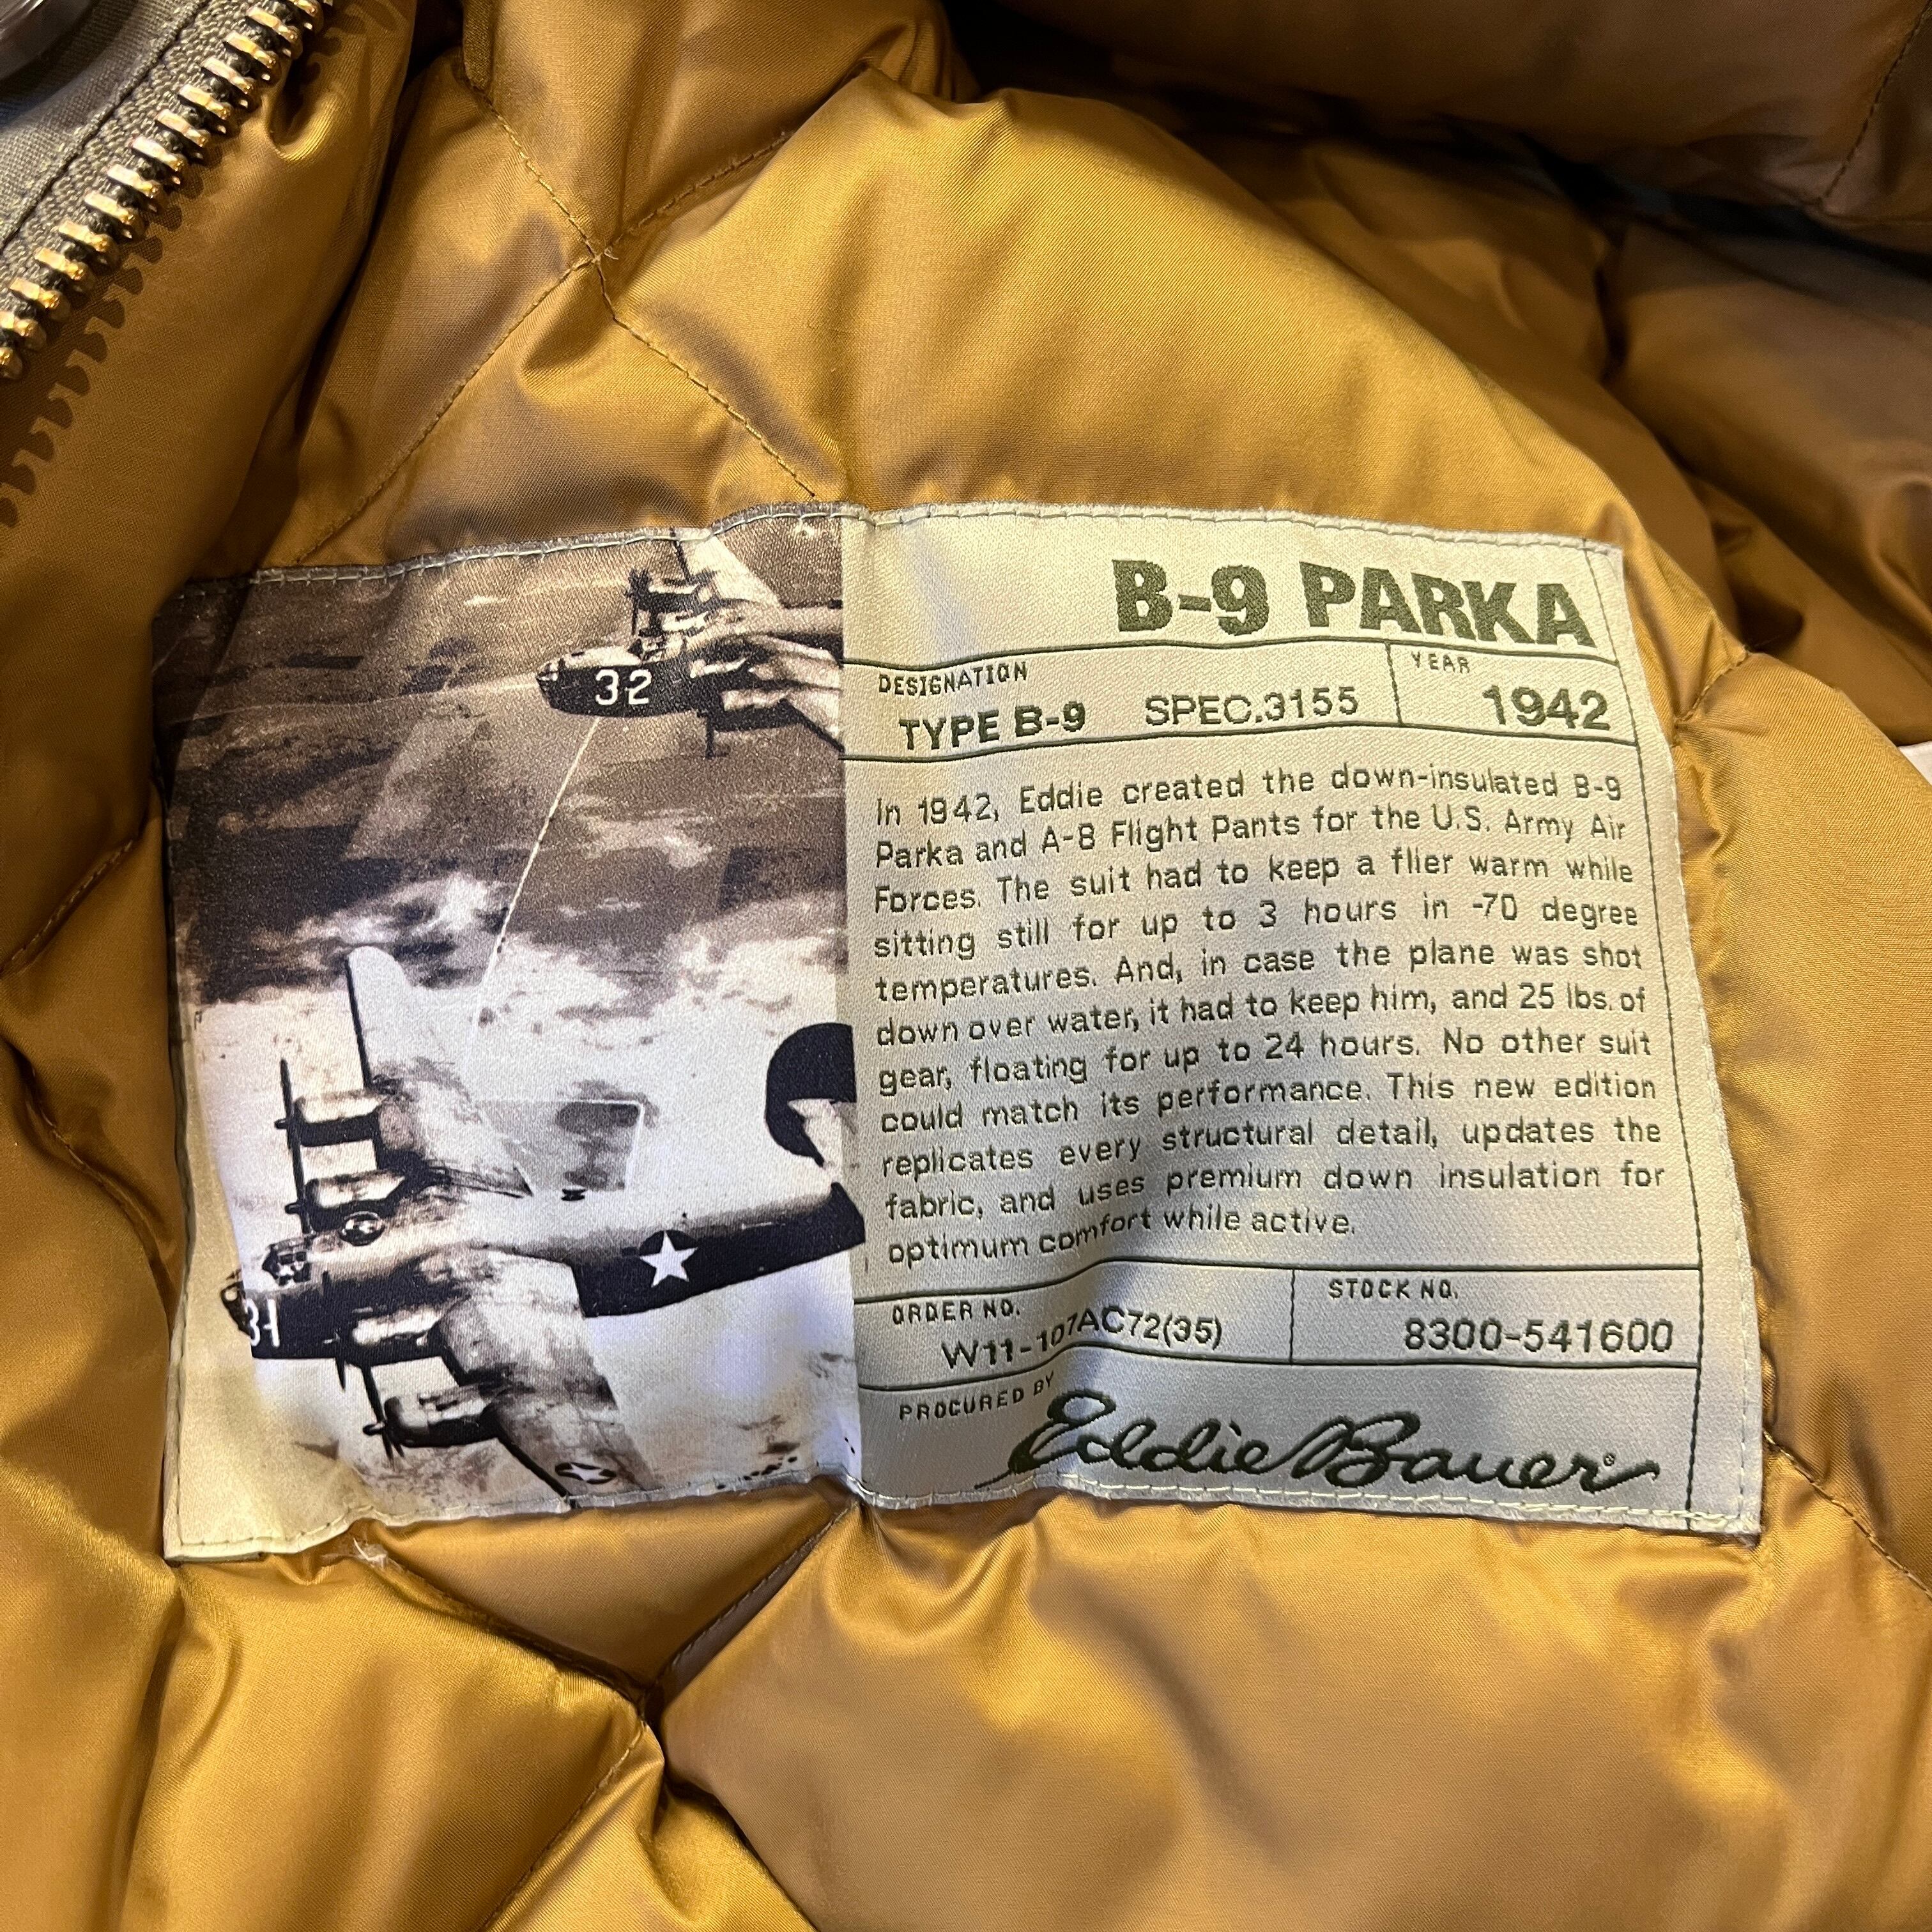 32
31
B-9 PARKA
DESIGNATION
TYPE B-9 SPEC.3155
YEAR
1942
In 1942, Eddie created the down-insulated B-9
Parka and A-8 Flight Pants for the U.S. Army Air
Forces. The suit had to keep a flier warm while
sitting still for up to 3 hours in -70 degree
temperatures. And, in case the plane was shot
down over water, it had to keep him, and 25 lbs. of
gear, floating for up to 24 hours. No other suit
could match its performance. This new edition
replicates every structural detail, updates the
fabric, and uses premium down insulation for
optimum comfort while active.
ORDER NO.
W11-107AC72(35)
STOCK NO.
8300-541600
PROCURED BY
Eddie Bauer®